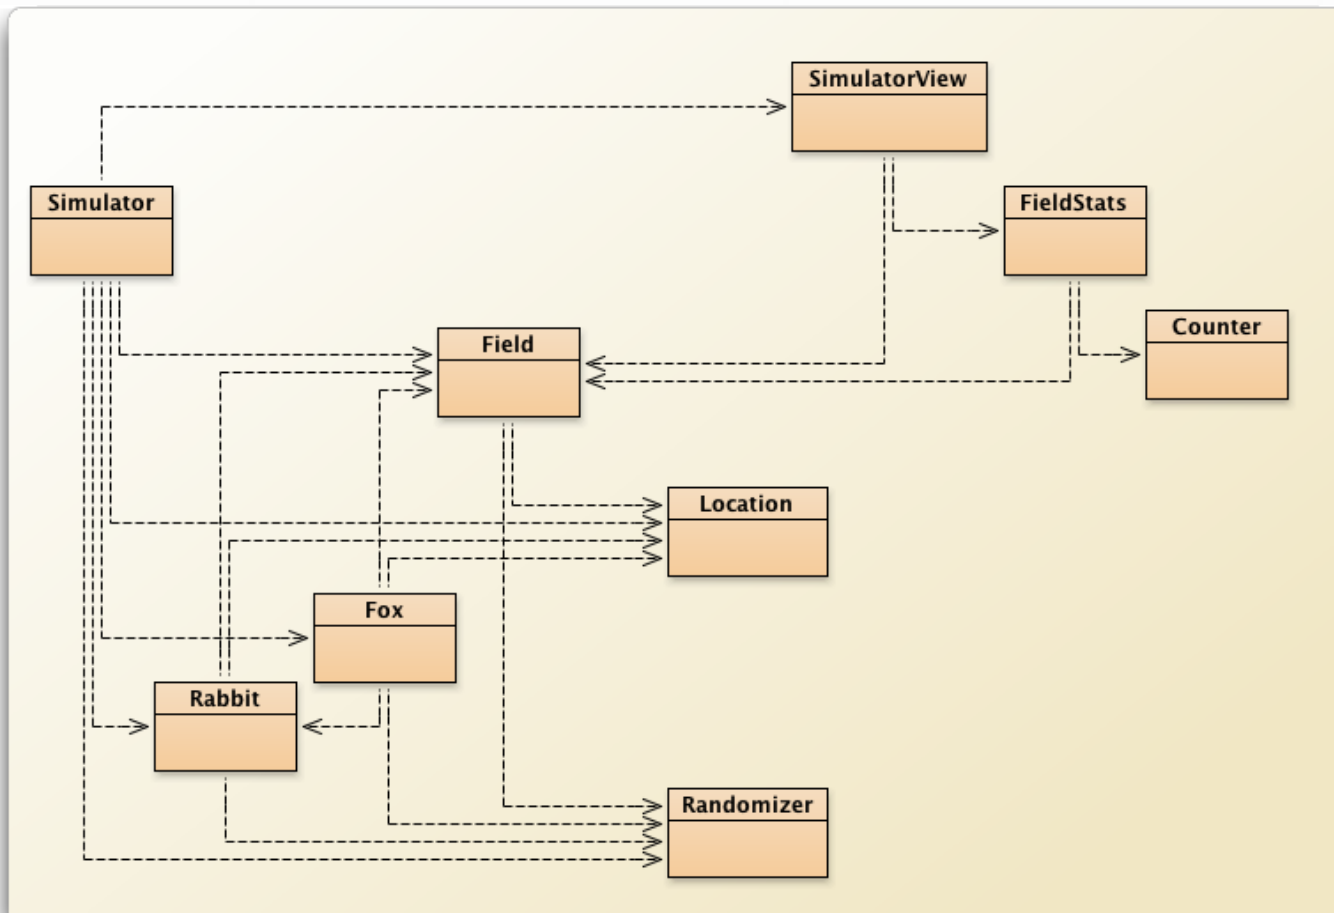 SimulatorView
Simulator
FieldStats
Counter
Field
Location
Fox
Rabbit
Randomizer